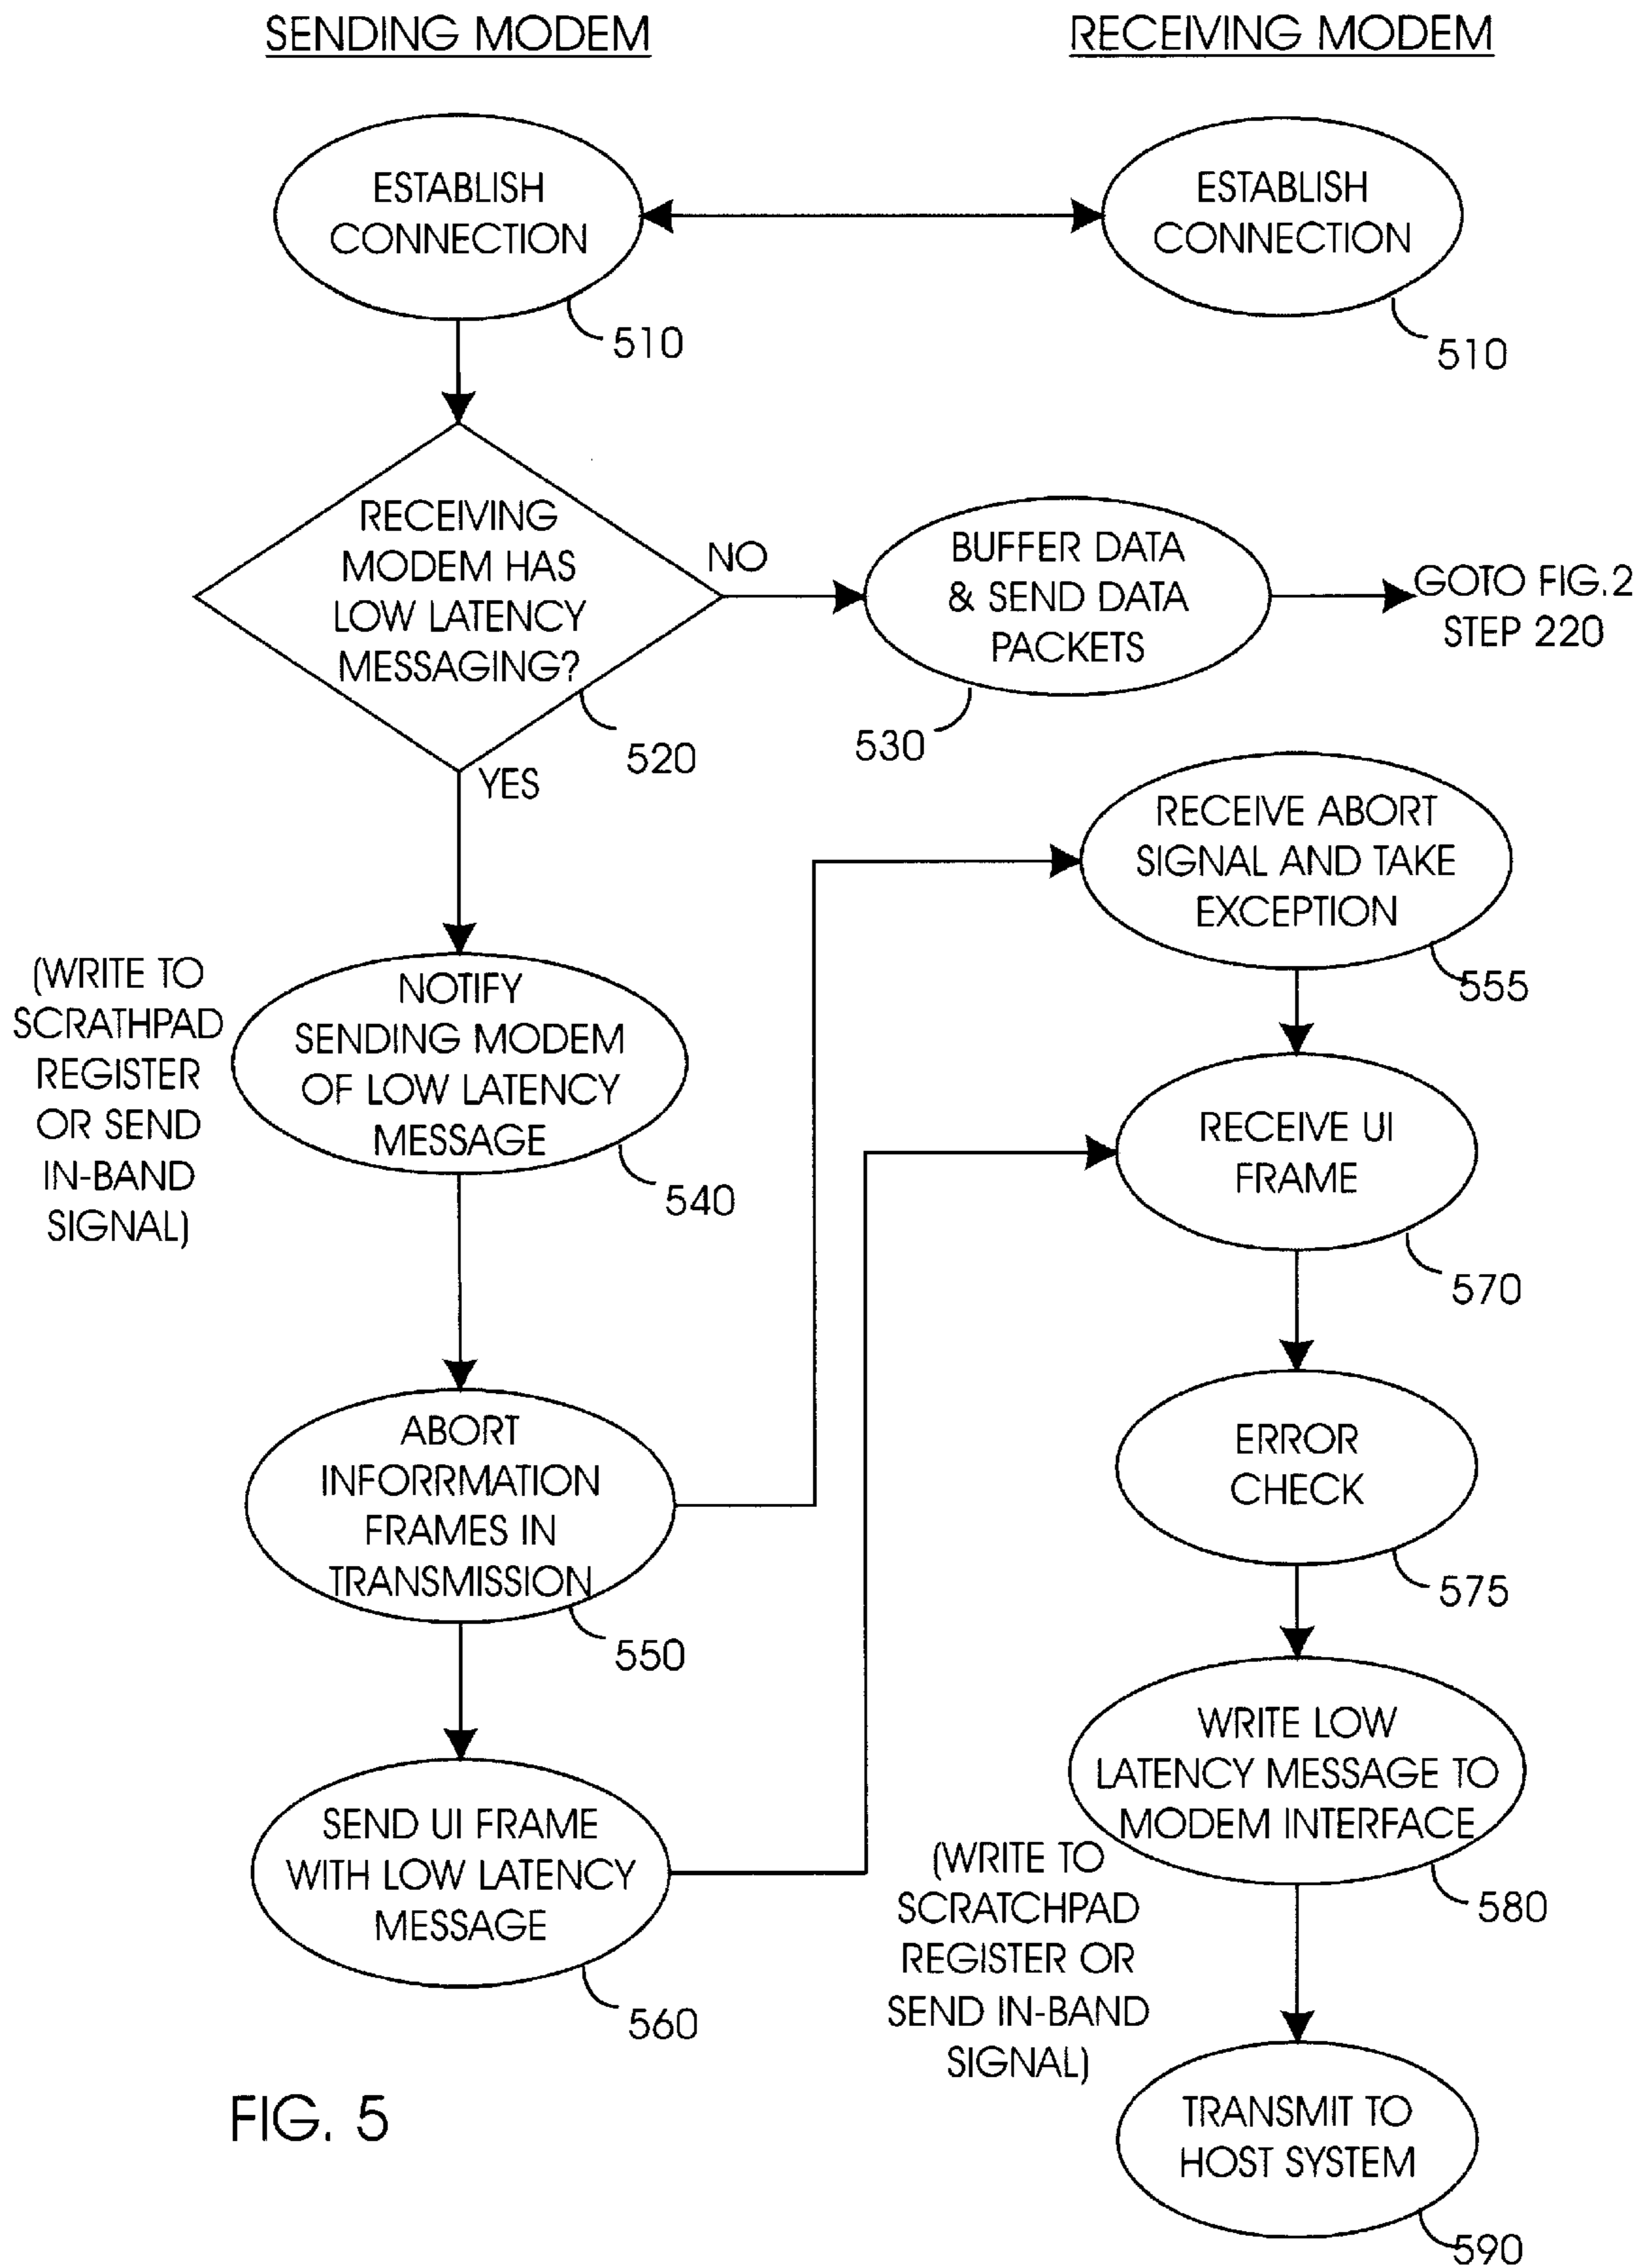 SENDING MODEM
RECEIVING MODEM
ESTABLISH
CONNECTION
510
ESTABLISH
CONNECTION
510
RECEIVING
MODEM HAS
LOW LATENCY
MESSAGING?
520
NO
YES
BUFFER DATA
& SEND DATA
PACKETS
530
GOTO FIG.2
STEP 220
(WRITE TO
SCRATHPAD
REGISTER
OR SEND
IN-BAND
SIGNAL)
NOTIFY
SENDING MODEM
OF LOW LATENCY
MESSAGE
540
RECEIVE ABORT
SIGNAL AND TAKE
EXCEPTION
555
RECEIVE UI
FRAME
570
ABORT
INFORRMATION
FRAMES IN
TRANSMISSION
550
ERROR
CHECK
575
SEND UI FRAME
WITH LOW LATENCY
MESSAGE
560
WRITE LOW
LATENCY MESSAGE TO
MODEM INTERFACE
580
(WRITE TO
SCRATCHPAD
REGISTER OR
SEND IN-BAND
SIGNAL)
TRANSMIT TO
HOST SYSTEM
590
FIG. 5